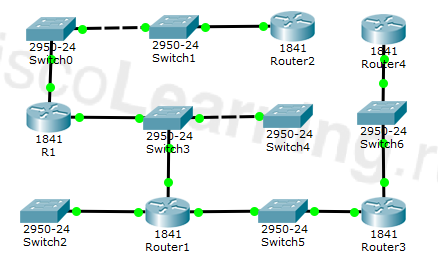 2950-24
Switch0
2950-24
Switch1
1841
Router2
1841
Router4
1841
R1
2950-24
Switch3
2950-24
Switch4
2950-24
Switch6
2950-24
Switch2
1841
Router1
2950-24
Switch5
1841
Router3
iscoLearning.r